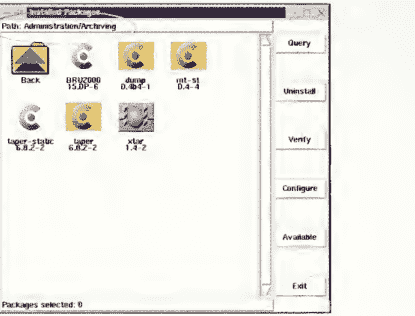 Installed Packages
Path: Administration/Archiving
Query
Back
BRU2000
15.0P-6
dump
0.4b4-1
mt-st
0.4-4
Uninstall
taper-static
6.8.2-2
taper
6.8.2-2
xtar
1.4-2
Verify
Configure
Available
Exit
Packages selected: 0